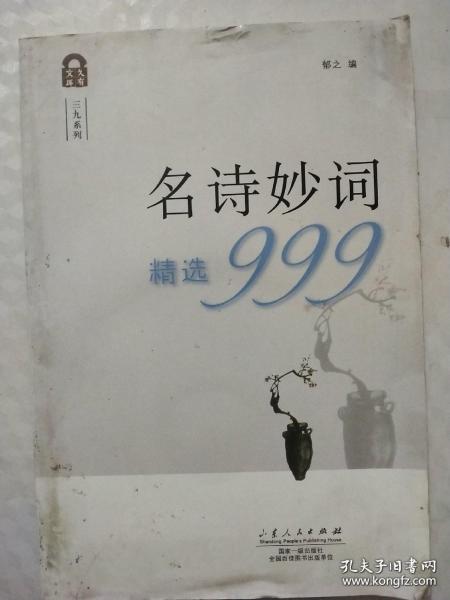 久有
文库
三九系列
郁之 编
名诗妙词
精选999
山东人民出版社
Shandong People's Publishing House
国家一级出版社
全国百佳图书出版单位
孔夫子旧书网
www.kongfz.com